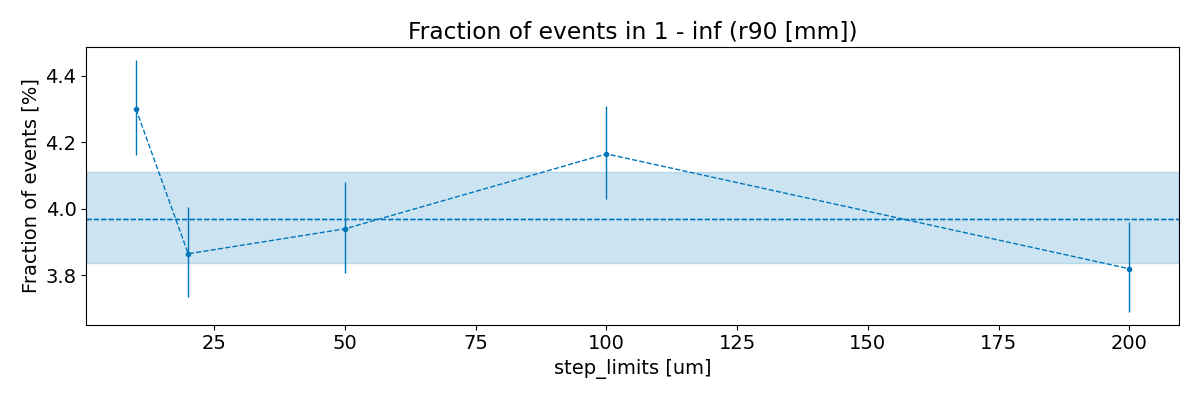 Fraction of events in 1 - inf (r90 [mm])
Fraction of events [%]
4.4
4.2
4.0
3.8
25 50 75 100 125 150 175 200
step_limits [um]